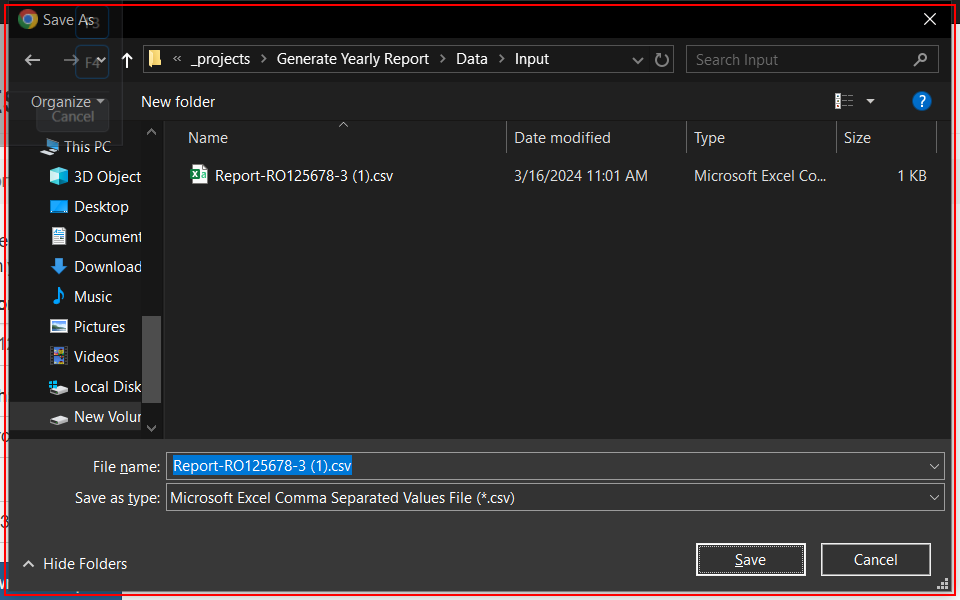 Save As
F3
F4
« _projects > Generate Yearly Report > Data > Input
Search Input
Organize
New folder
?
Cancel
Name
Date modified
Type
Size
This PC
3D Object
Desktop
Document
Download
Music
Pictures
Videos
Local Disk
New Volu
Report-RO125678-3 (1).csv
3/16/2024 11:01 AM
Microsoft Excel Co...
1 KB
File name:
Report-RO125678-3 (1).csv
Save as type:
Microsoft Excel Comma Separated Values File (*.csv)
Hide Folders
Save
Cancel